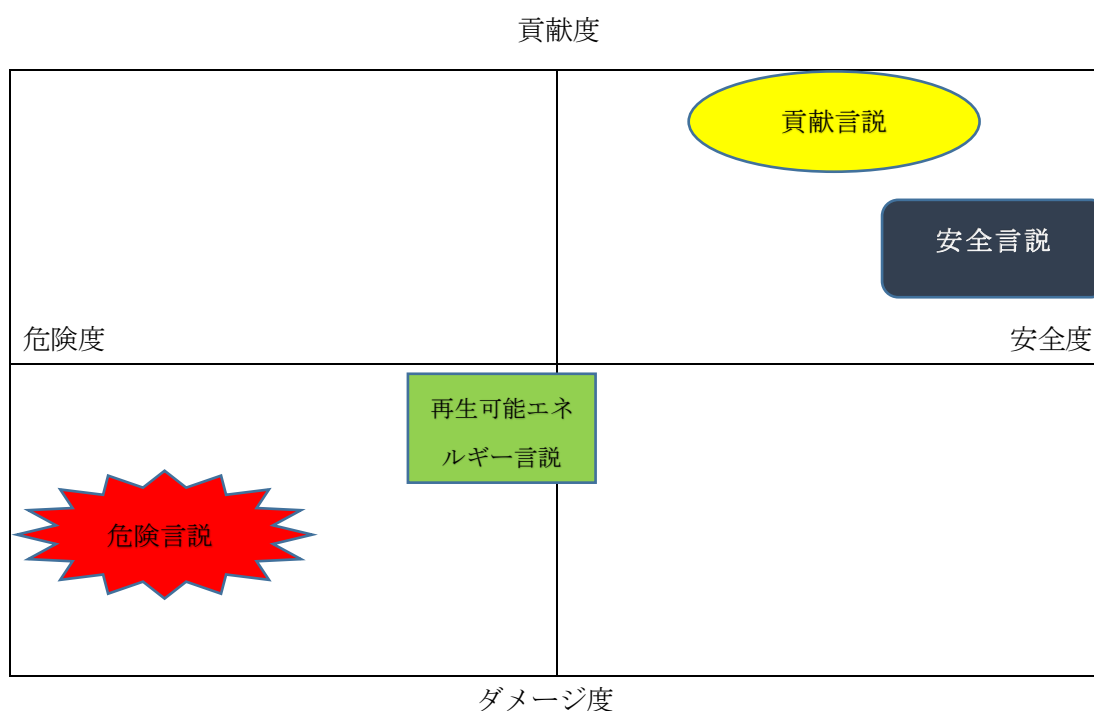 貢献度
貢献言説
安全言説
危険度
安全度
再生可能エネ
ルギー言説
危険言説
ダメージ度